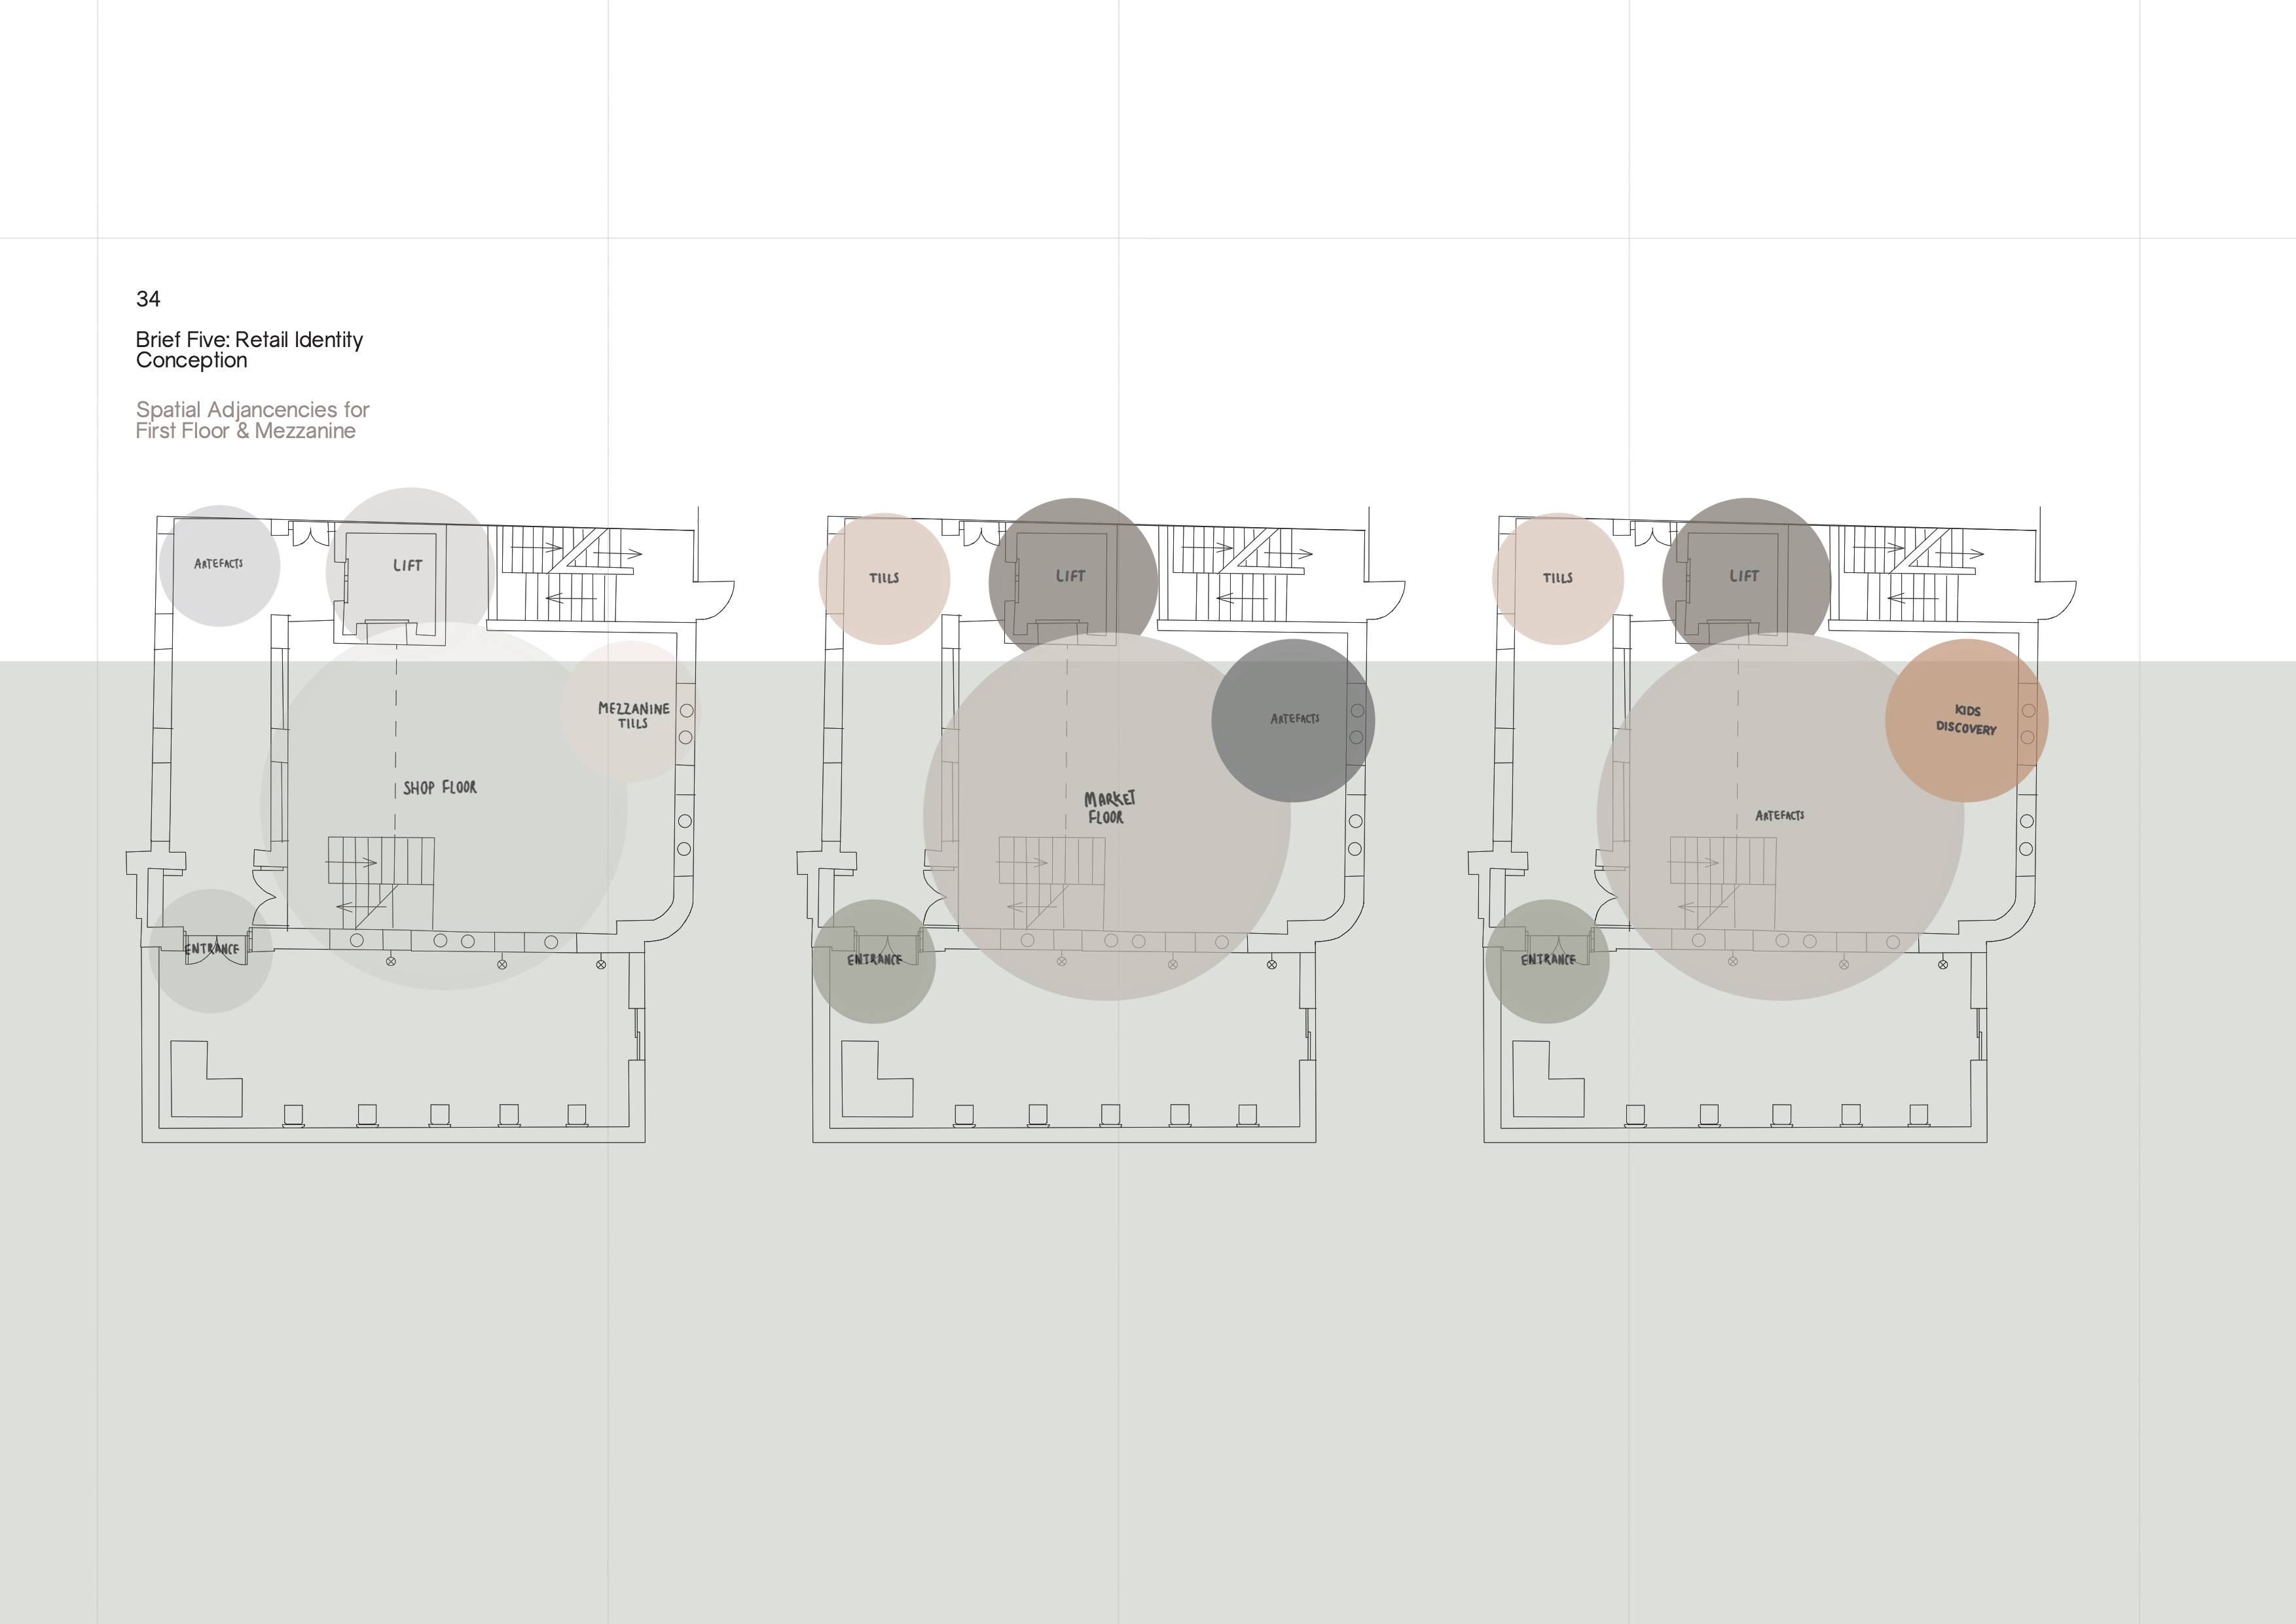 34
Brief Five: Retail Identity
Conception
Spatial Adjancencies for
First Floor & Mezzanine
ARTEFACTS
LIFT
MEZZANINE
TILLS
SHOP FLOOR
ENTRANCE
TILLS
LIFT
ARTEFACTS
MARKET
FLOOR
ENTRANCE
TILLS
LIFT
KIDS
DISCOVERY
ARTEFACTS
ENTRANCE